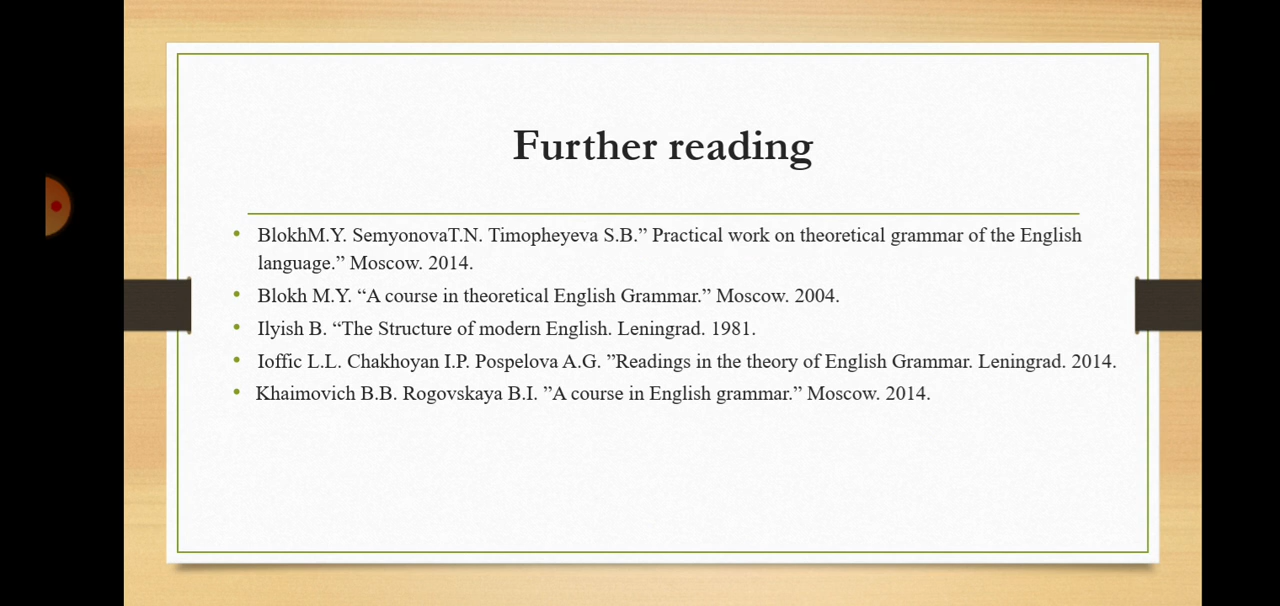 Further reading
BlokhM.Y. SemyonovaT.N. Timopheyeva S.B.” Practical work on theoretical grammar of the English
language.” Moscow. 2014.
Blokh M.Y. “A course in theoretical English Grammar.” Moscow. 2004.
Ilyish B. “The Structure of modern English. Leningrad. 1981.
Ioffic L.L. Chakhoyan I.P. Pospelova A.G. ”Readings in the theory of English Grammar. Leningrad. 2014.
Khaimovich B.B. Rogovskaya B.I. ”A course in English grammar.” Moscow. 2014.